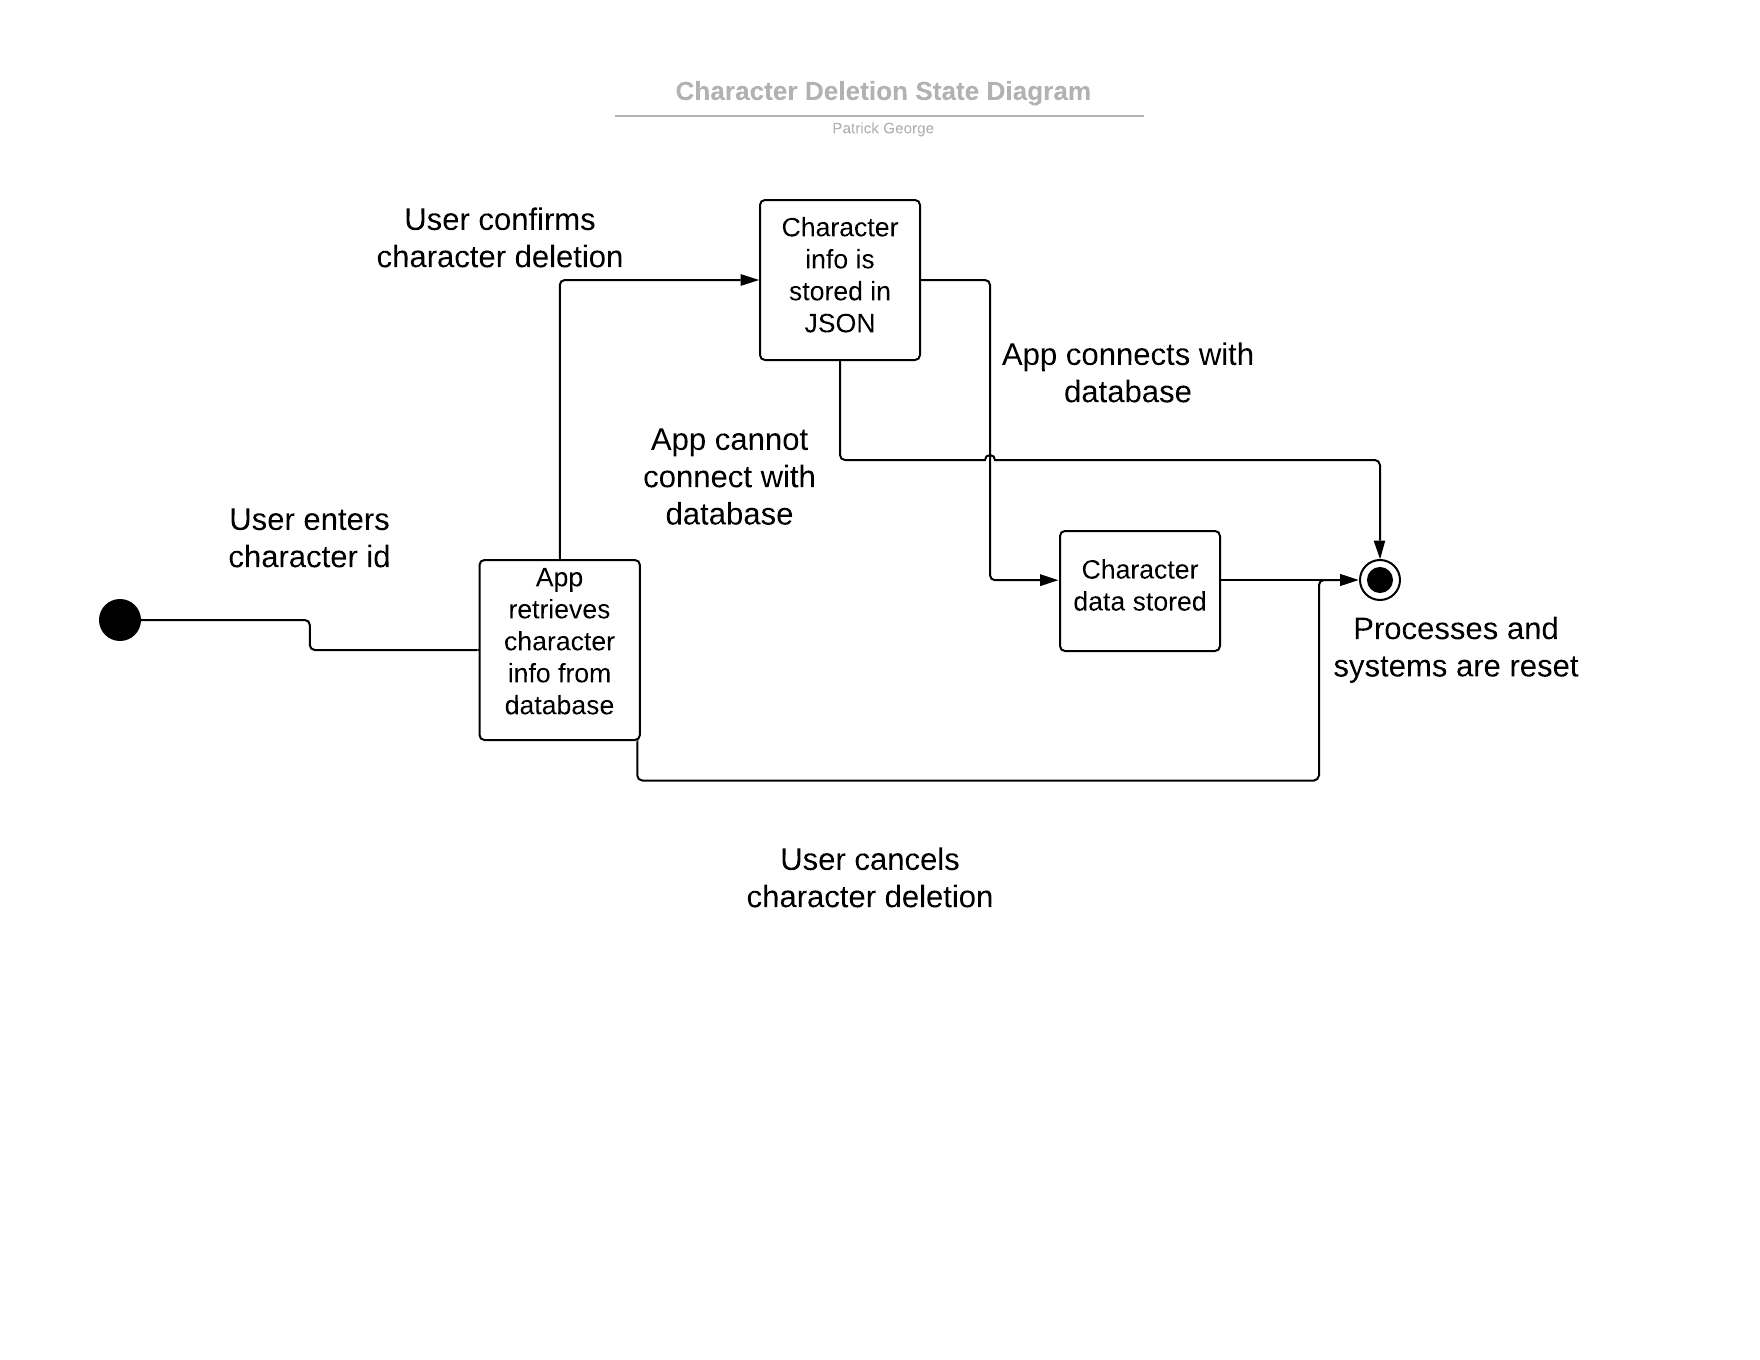 Character Deletion State Diagram
Patrick George
User confirms
character deletion
Character
info is
stored in
JSON
App connects with
database
App cannot
connect with
database
User enters
character id
App
retrieves
character
info from
database
Character
data stored
Processes and
systems are reset
User cancels
character deletion